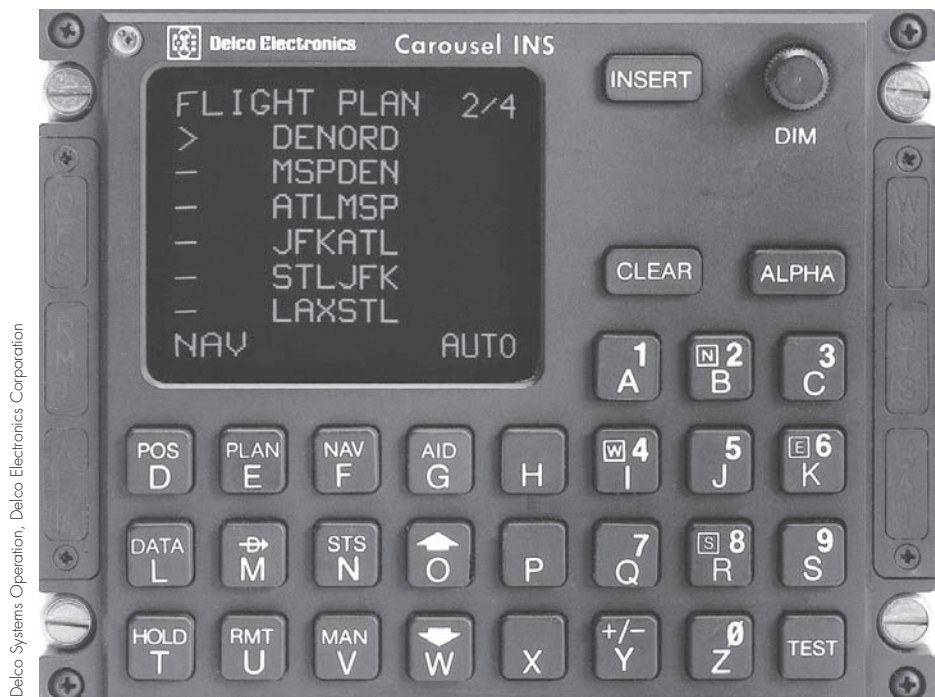 Delco Electronics Carousel INS
FLIGHT PLAN 2/4
> DENORD
– MSPDEN
– ATLMSP
– JFKATL
– STLJFK
– LAXSTL
NAV AUTO
INSERT
DIM
CLEAR ALPHA
1 A N 2 B 3 C
POS D PLAN E NAV F AID G H W 4 I 5 J E 6 K
DATA L D M STS N O P 7 Q S 8 R 9 S
HOLD T RMT U MAN V W X +/− Y 0 Z TEST
Delco Systems Operation, Delco Electronics Corporation